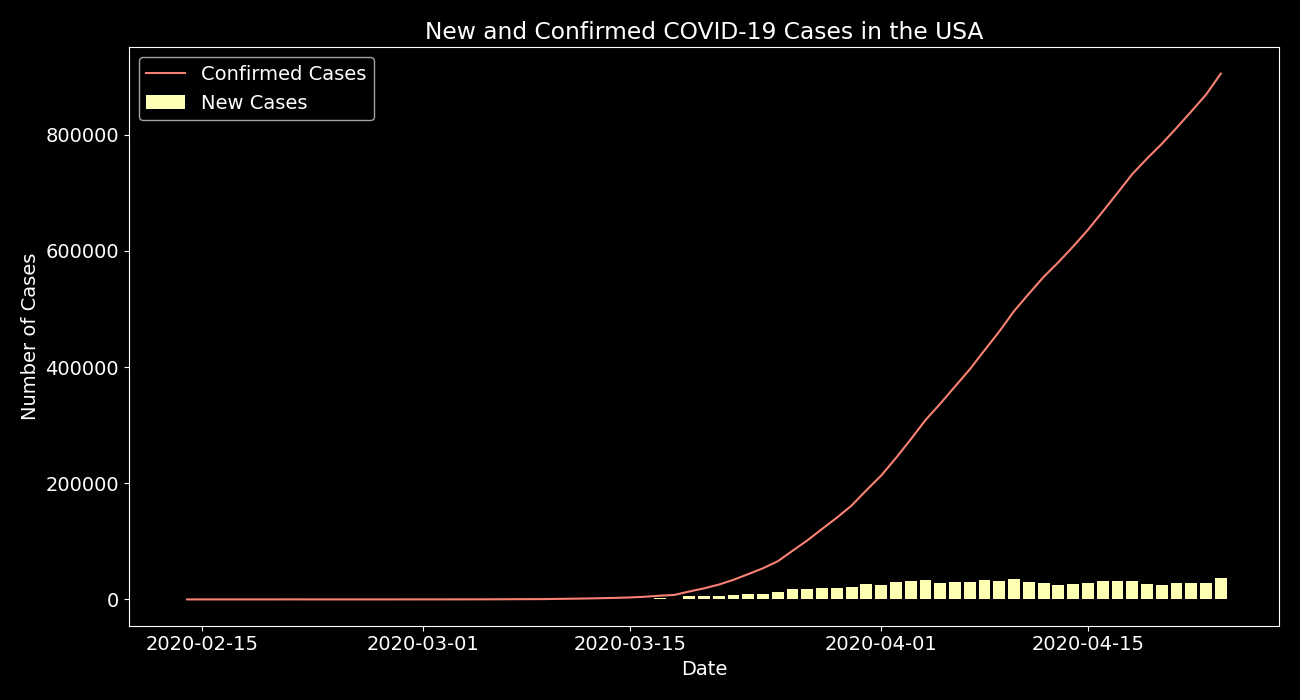 New and Confirmed COVID-19 Cases in the USA
Confirmed Cases
New Cases
Number of Cases
800000
600000
400000
200000
0
2020-02-15
2020-03-01
2020-03-15
2020-04-01
2020-04-15
Date